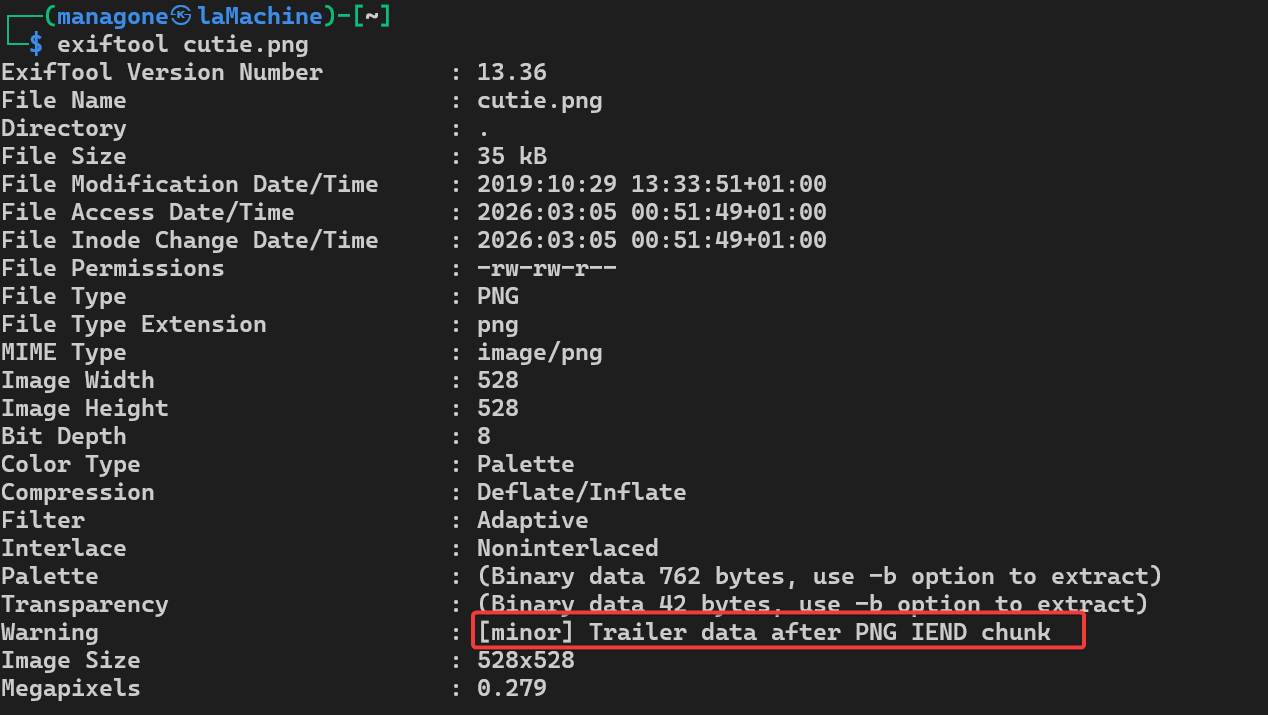 ┌──(managone㉿laMachine)-[~]
└─$ exiftool cutie.png
ExifTool Version Number         : 13.36
File Name                       : cutie.png
Directory                       : .
File Size                       : 35 kB
File Modification Date/Time     : 2019:10:29 13:33:51+01:00
File Access Date/Time           : 2026:03:05 00:51:49+01:00
File Inode Change Date/Time     : 2026:03:05 00:51:49+01:00
File Permissions                : -rw-rw-r--
File Type                       : PNG
File Type Extension             : png
MIME Type                       : image/png
Image Width                     : 528
Image Height                    : 528
Bit Depth                       : 8
Color Type                      : Palette
Compression                     : Deflate/Inflate
Filter                          : Adaptive
Interlace                       : Noninterlaced
Palette                         : (Binary data 762 bytes, use -b option to extract)
Transparency                    : (Binary data 42 bytes, use -b option to extract)
Warning                         : [minor] Trailer data after PNG IEND chunk
Image Size                      : 528x528
Megapixels                      : 0.279